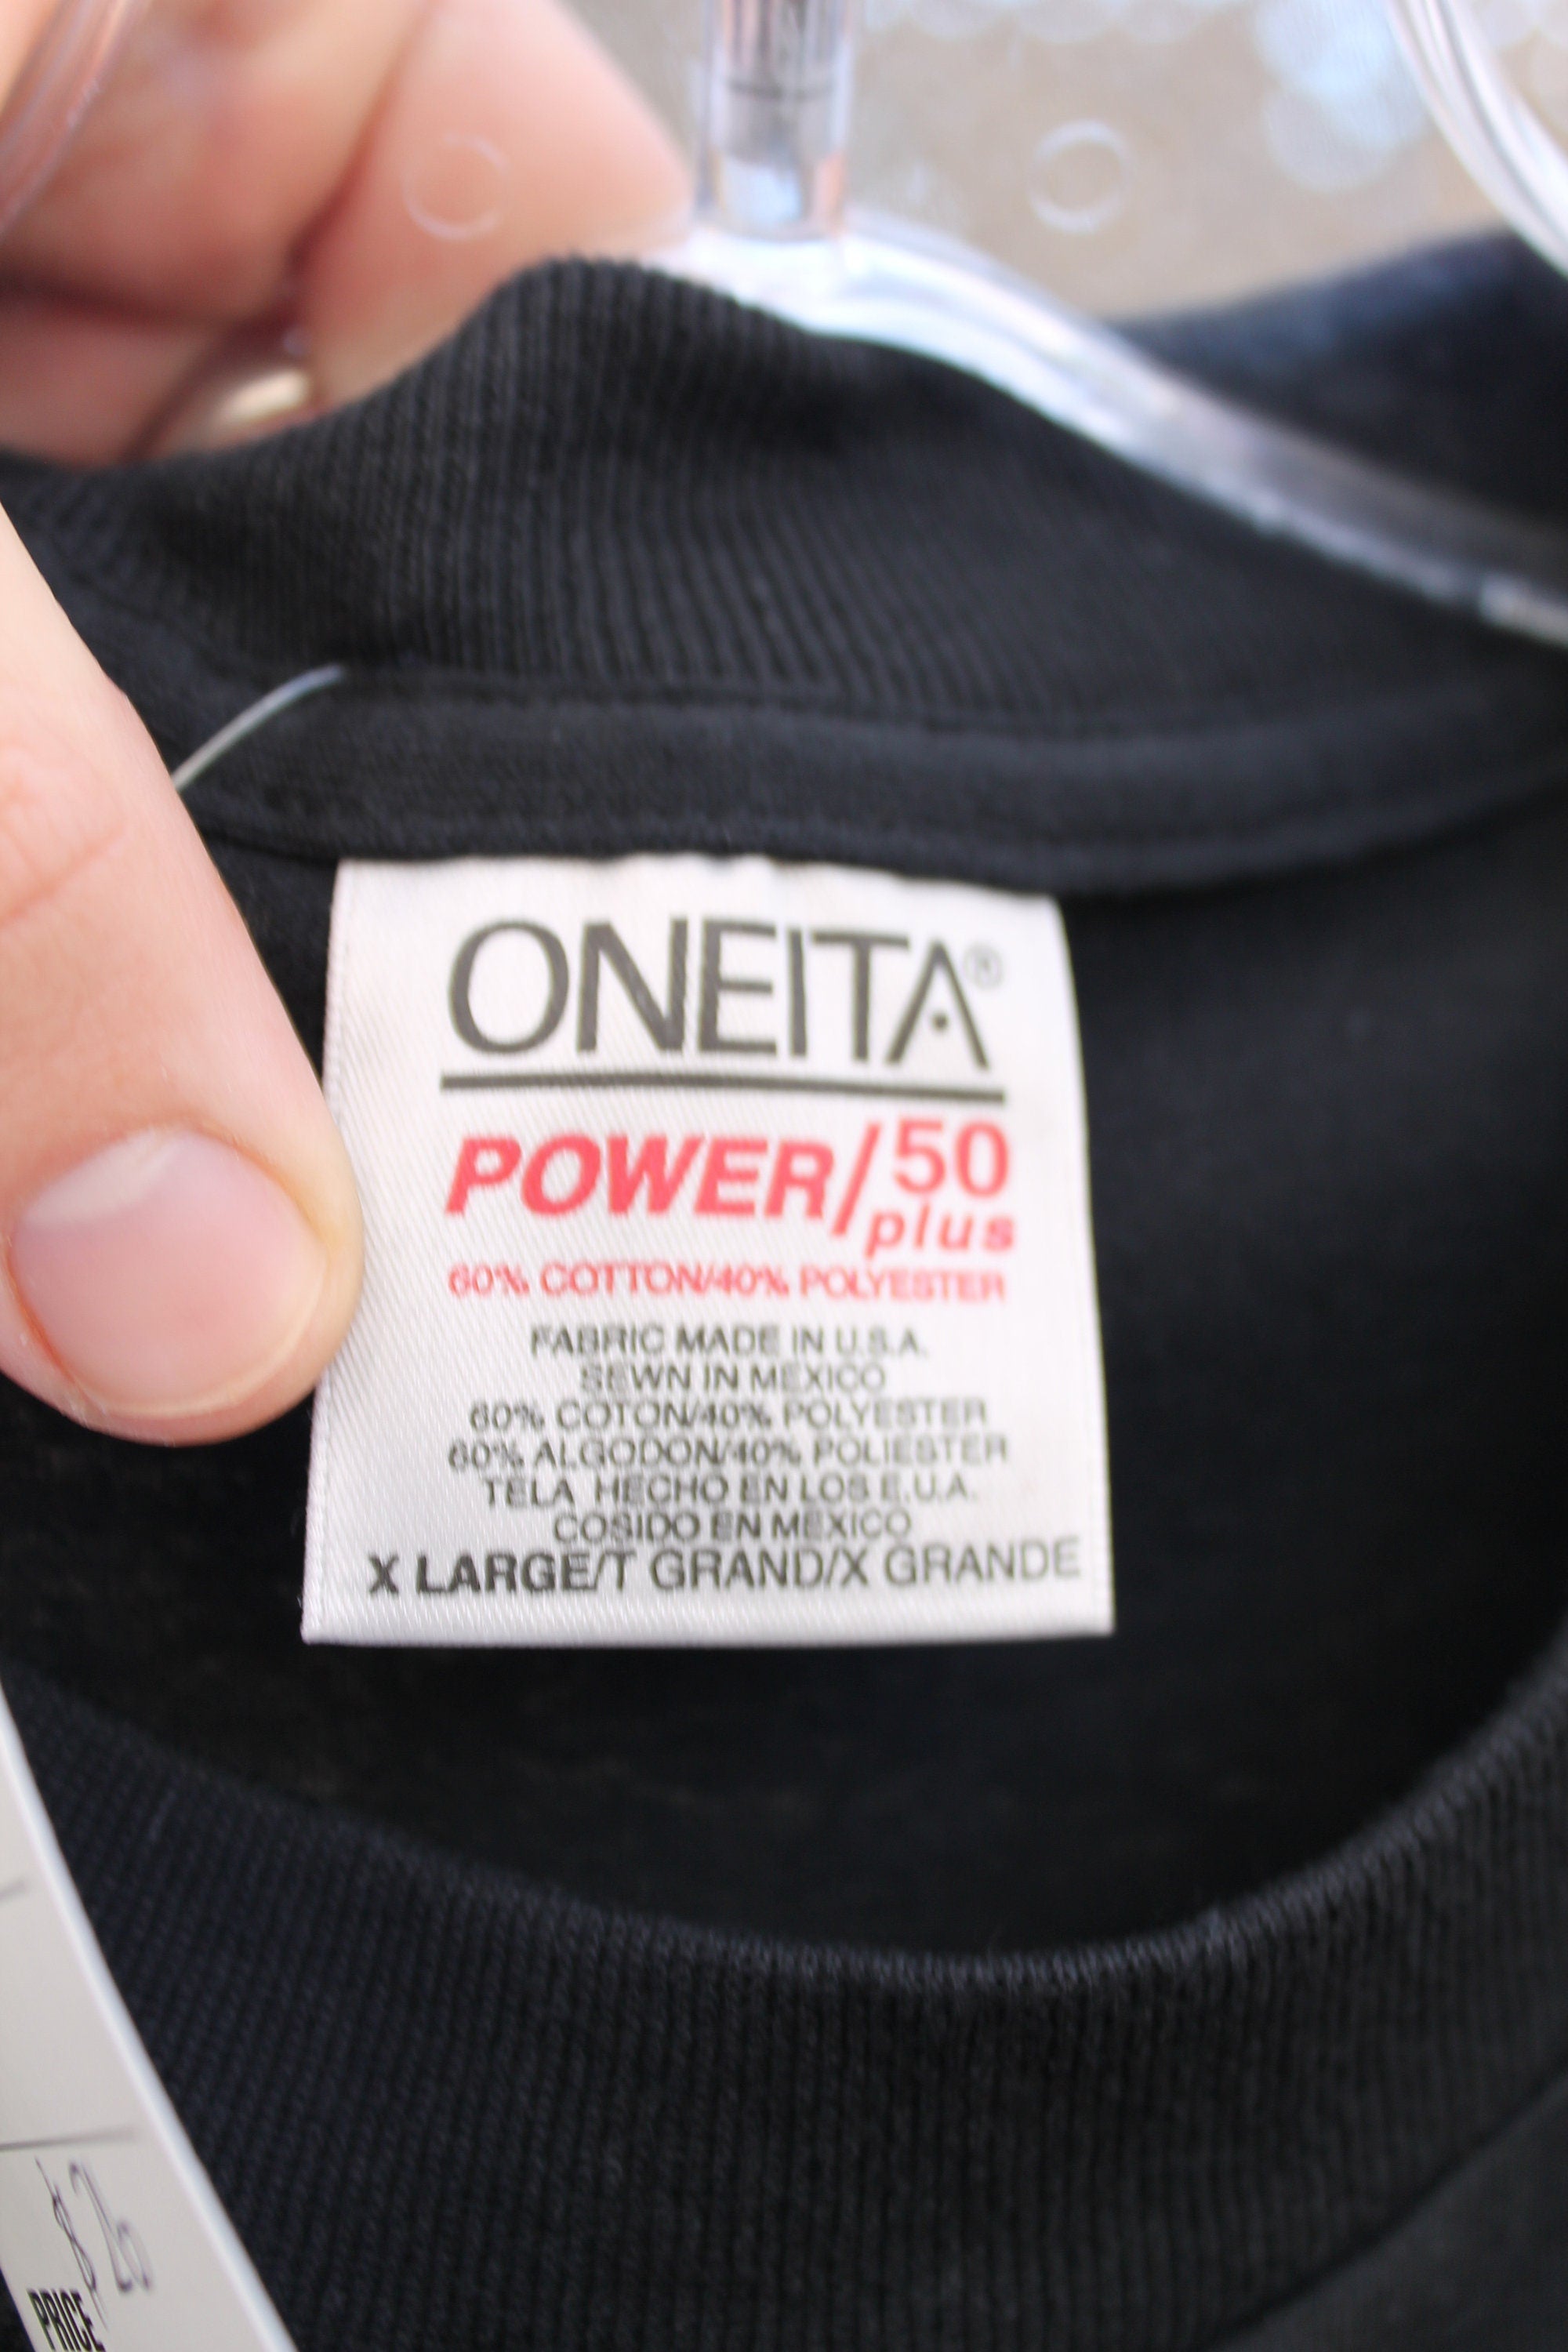 ONEITA®
POWER/50
plus
60% COTTON/40% POLYESTER
FABRIC MADE IN U.S.A.
SEWN IN MEXICO
60% COTON/40% POLYESTER
60% ALGODON/40% POLIESTER
TELA HECHO EN LOS E.U.A.
COSIDO EN MEXICO
X LARGE/T GRAND/X GRANDE
$26
PRICE